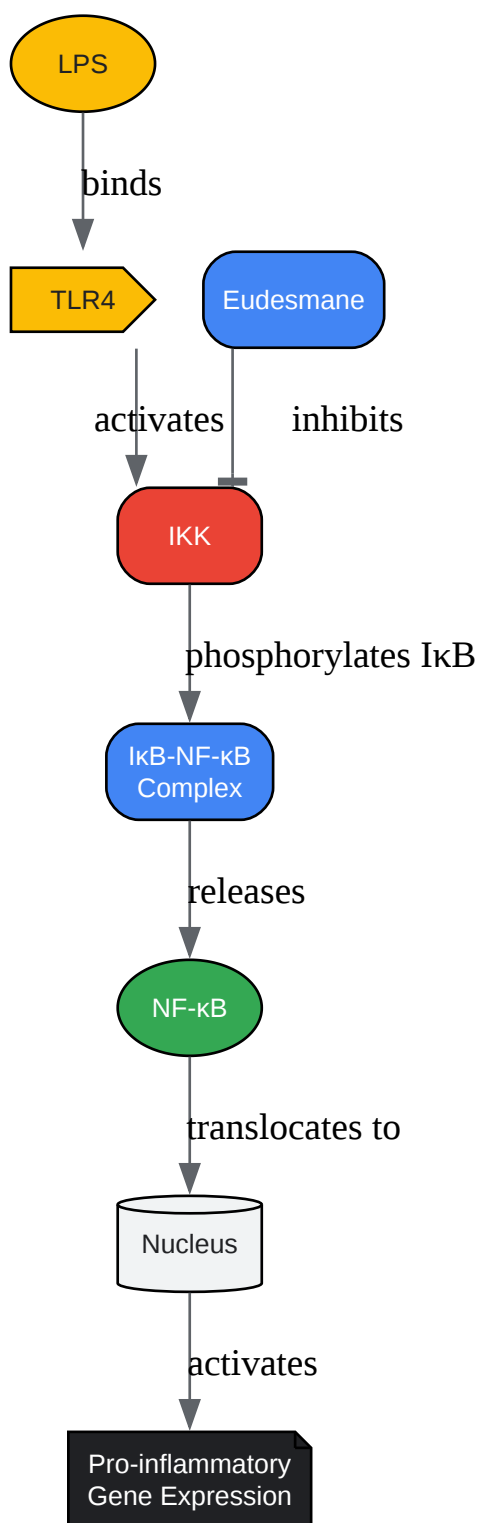 LPS
binds
TLR4
Eudesmane
activates
inhibits
IKK
phosphorylates IκB
IκB-NF-κB
Complex
releases
NF-κB
translocates to
Nucleus
activates
Pro-inflammatory
Gene Expression